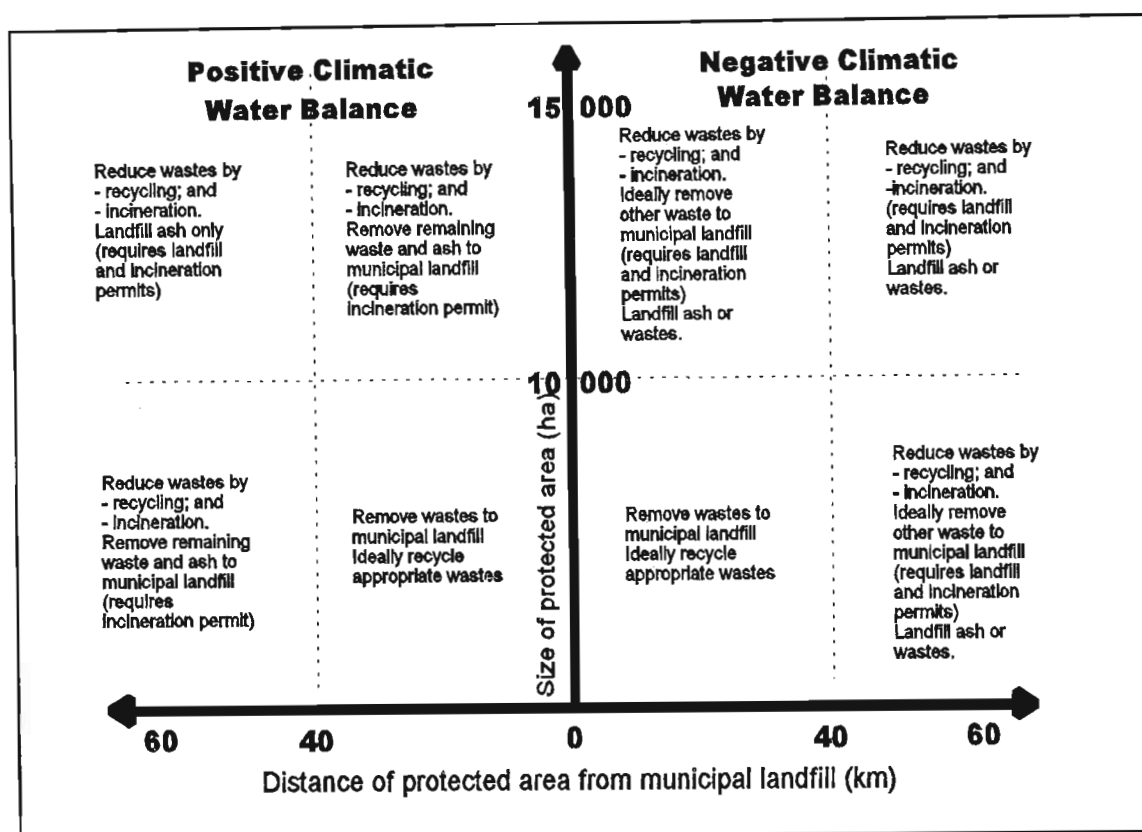 Positive Climatic
Water Balance
Negative Climatic
Water Balance
15 000
Reduce wastes by
- recycling; and
- incineration.
Landfill ash only
(requires landfill
and incineration
permits)
Reduce wastes by
- recycling; and
- incineration.
Remove remaining
waste and ash to
municipal landfill
(requires
incineration permit)
Reduce wastes by
- recycling; and
- incineration.
Ideally remove
other waste to
municipal landfill
(requires landfill
and incineration
permits)
Landfill ash or
wastes.
Reduce wastes by
- recycling; and
-incineration.
(requires landfill
and incineration
permits)
Landfill ash or
wastes.
10 000
Size of protected area (ha)
Reduce wastes by
- recycling; and
- incineration.
Remove remaining
waste and ash to
municipal landfill
(requires
incineration permit)
Remove wastes to
municipal landfill
Ideally recycle
appropriate wastes
Remove wastes to
municipal landfill
Ideally recycle
appropriate wastes
Reduce wastes by
- recycling; and
- incineration.
Ideally remove
other waste to
municipal landfill
(requires landfill
and incineration
permits)
Landfill ash or
wastes.
60 40 0 40 60
Distance of protected area from municipal landfill (km)